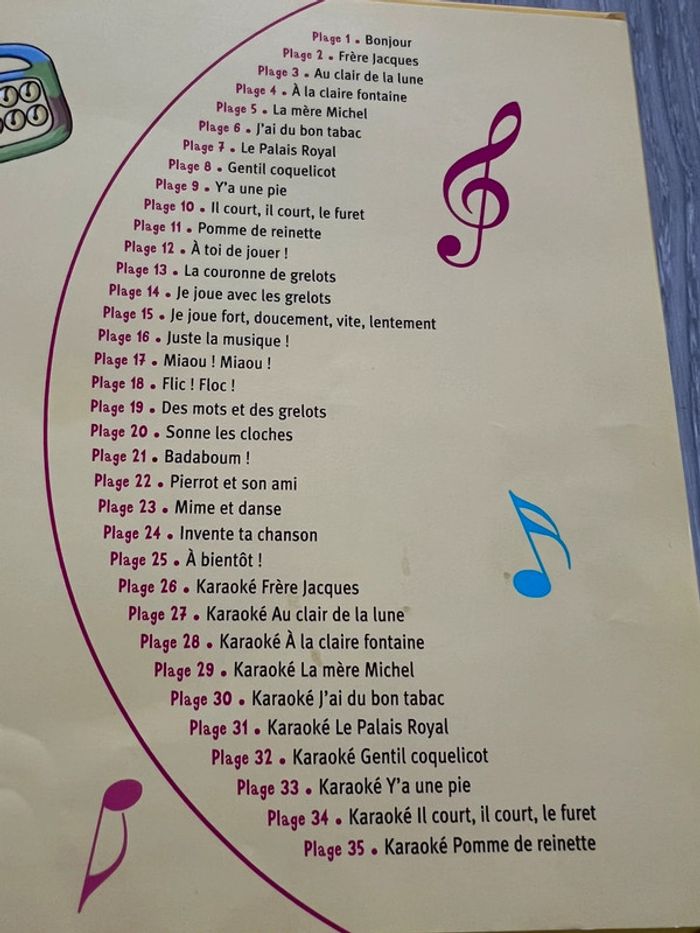 Plage 1 • Bonjour
Plage 2 • Frère Jacques
Plage 3 • Au clair de la lune
Plage 4 • À la claire fontaine
Plage 5 • La mère Michel
Plage 6 • J'ai du bon tabac
Plage 7 • Le Palais Royal
Plage 8 • Gentil coquelicot
Plage 9 • Y'a une pie
Plage 10 • Il court, il court, le furet
Plage 11 • Pomme de reinette
Plage 12 • À toi de jouer !
Plage 13 • La couronne de grelots
Plage 14 • Je joue avec les grelots
Plage 15 • Je joue fort, doucement, vite, lentement
Plage 16 • Juste la musique !
Plage 17 • Miaou ! Miaou !
Plage 18 • Flic ! Floc !
Plage 19 • Des mots et des grelots
Plage 20 • Sonne les cloches
Plage 21 • Badaboum !
Plage 22 • Pierrot et son ami
Plage 23 • Mime et danse
Plage 24 • Invente ta chanson
Plage 25 • À bientôt !
Plage 26 • Karaoké Frère Jacques
Plage 27 • Karaoké Au clair de la lune
Plage 28 • Karaoké À la claire fontaine
Plage 29 • Karaoké La mère Michel
Plage 30 • Karaoké J'ai du bon tabac
Plage 31 • Karaoké Le Palais Royal
Plage 32 • Karaoké Gentil coquelicot
Plage 33 • Karaoké Y'a une pie
Plage 34 • Karaoké Il court, il court, le furet
Plage 35 • Karaoké Pomme de reinette